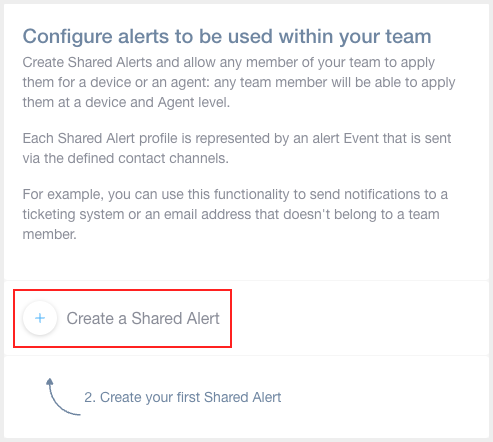 Configure alerts to be used within your team
Create Shared Alerts and allow any member of your team to apply
them for a device or an agent: any team member will be able to apply
them at a device and Agent level.
Each Shared Alert profile is represented by an alert Event that is sent
via the defined contact channels.
For example, you can use this functionality to send notifications to a
ticketing system or an email address that doesn't belong to a team
member.
+ Create a Shared Alert
2. Create your first Shared Alert